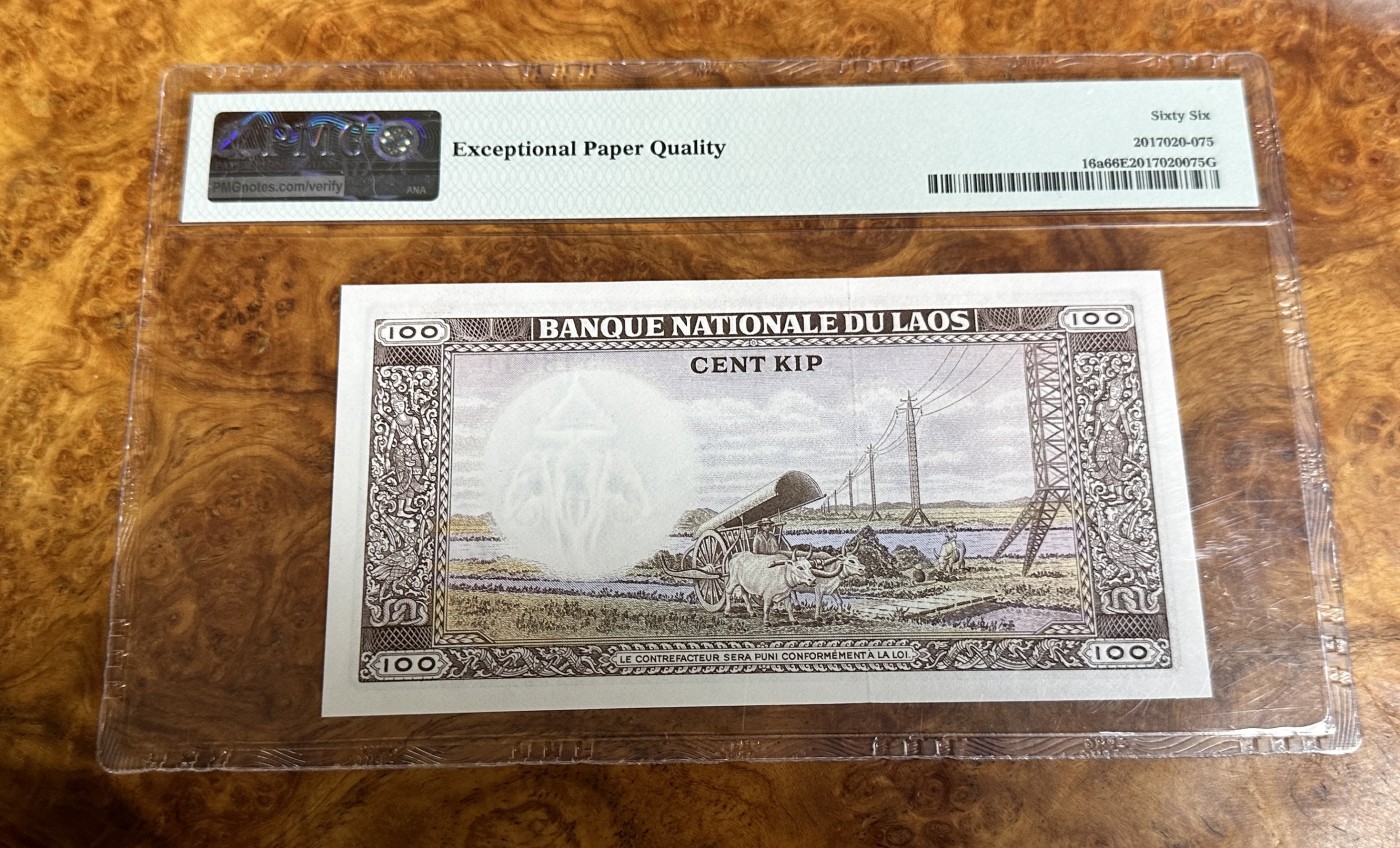 PMG
PMGnotes.com/verify
ANA
Exceptional Paper Quality
Sixty Six
2017020-075
16a66E2017020075G
100
BANQUE NATIONALE DU LAOS
100
CENT KIP
100
LE CONTREFACTEUR SERA PUNI CONFORMÉMENT À LA LOI.
100